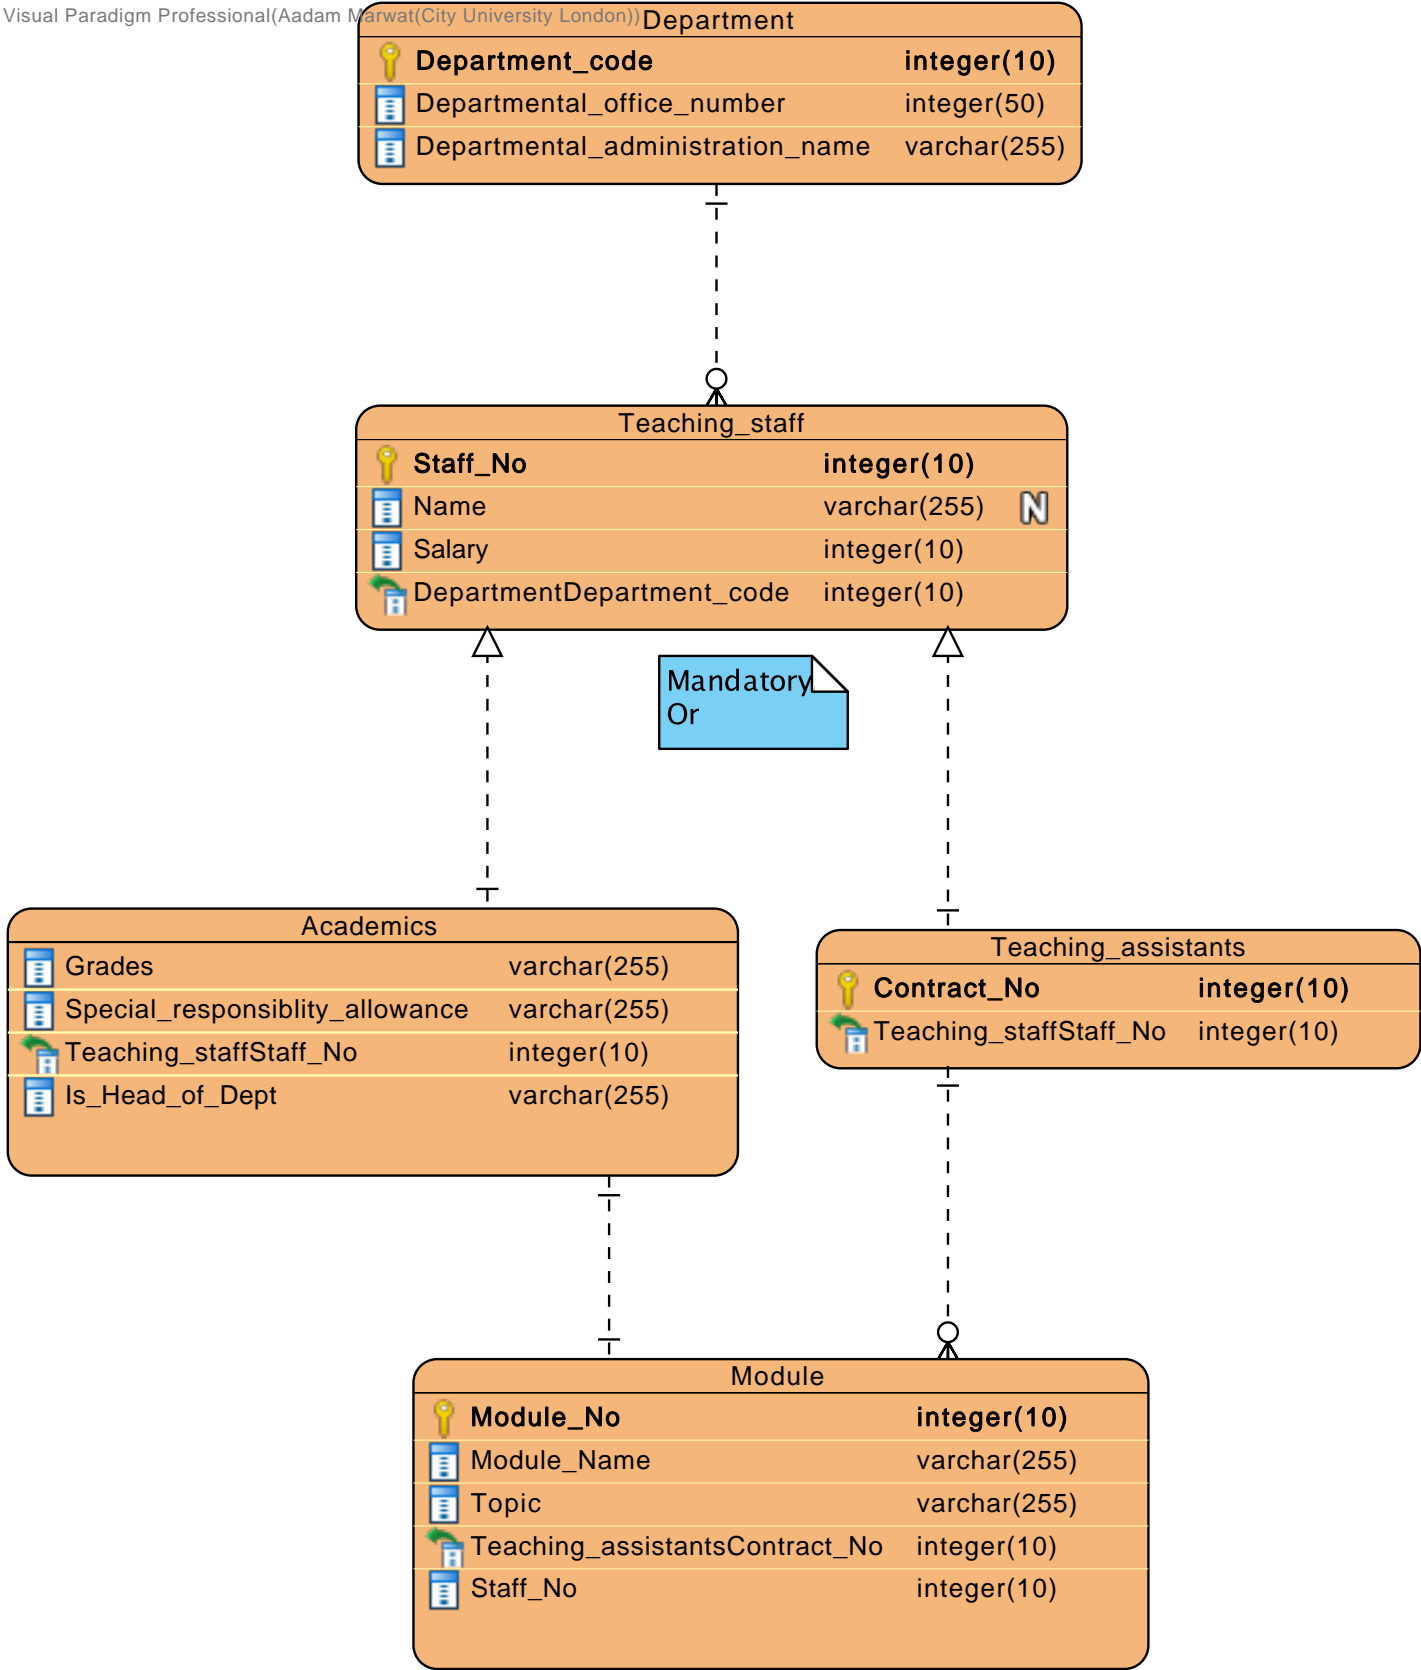 Visual Paradigm Professional(Aadam Marwat(City University London))
Department
Department_code integer(10)
Departmental_office_number integer(50)
Departmental_administration_name varchar(255)
Teaching_staff
Staff_No integer(10)
Name varchar(255) N
Salary integer(10)
DepartmentDepartment_code integer(10)
Mandatory
Or
Academics
Grades varchar(255)
Special_responsiblity_allowance varchar(255)
Teaching_staffStaff_No integer(10)
Is_Head_of_Dept varchar(255)
Teaching_assistants
Contract_No integer(10)
Teaching_staffStaff_No integer(10)
Module
Module_No integer(10)
Module_Name varchar(255)
Topic varchar(255)
Teaching_assistantsContract_No integer(10)
Staff_No integer(10)